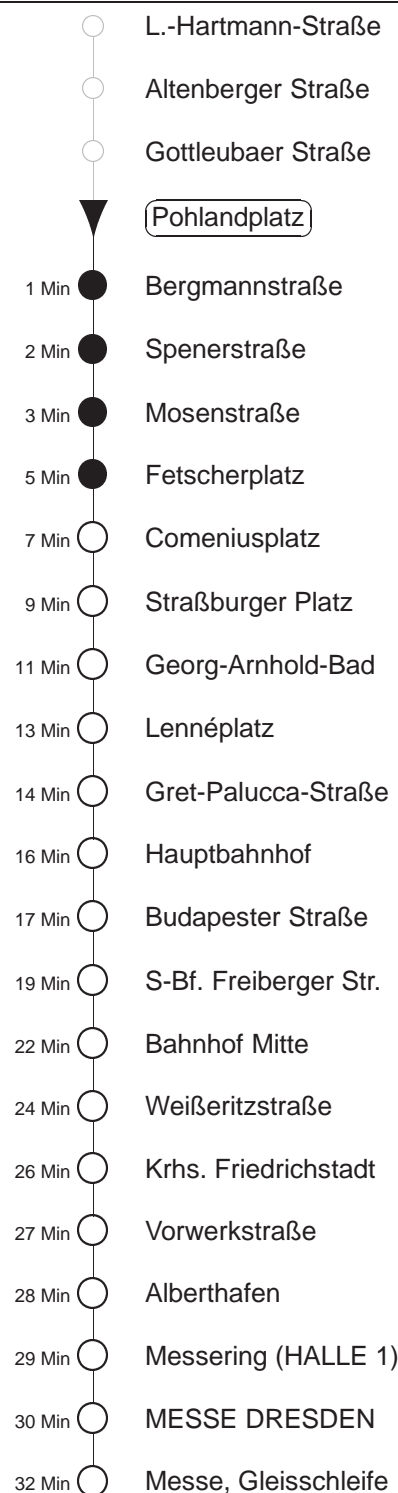 L.-Hartmann-Straße
Altenberger Straße
Gottleubaer Straße
Pohlandplatz
1 Min Bergmannstraße
2 Min Spenerstraße
3 Min Mosenstraße
5 Min Fetscherplatz
7 Min Comeniusplatz
9 Min Straßburger Platz
11 Min Georg-Arnhold-Bad
13 Min Lennéplatz
14 Min Gret-Palucca-Straße
16 Min Hauptbahnhof
17 Min Budapester Straße
19 Min S-Bf. Freiberger Str.
22 Min Bahnhof Mitte
24 Min Weißeritzstraße
26 Min Krhs. Friedrichstadt
27 Min Vorwerkstraße
28 Min Alberthafen
29 Min Messering (HALLE 1)
30 Min MESSE DRESDEN
32 Min Messe, Gleisschleife